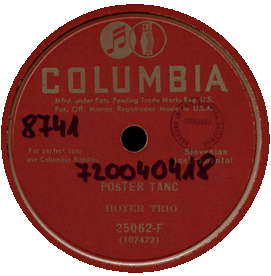 COLUMBIA
Mfrd. under Pats. Pending Trade Marks Reg. U.S.
Pat. Off. Marcas Registradas Made in U.S.A.
8741
For perfect tone
use Columbia Needles
Slovenian
Instrumental
720040418
POSTER TANC
HOYER TRIO
25062-F
(107472)